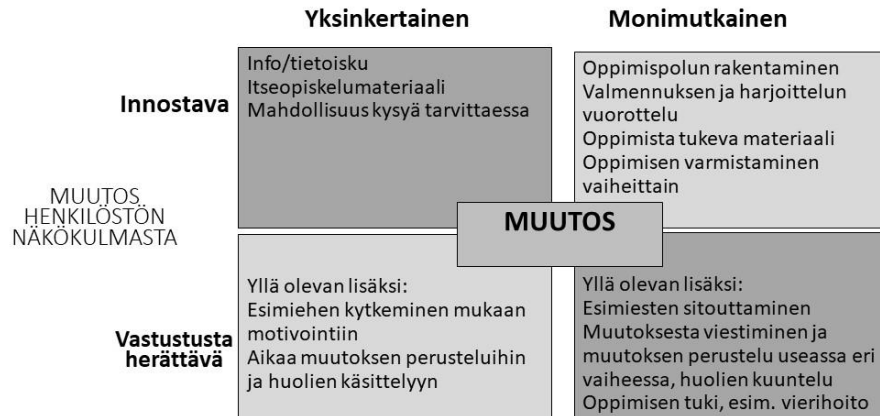 Yksinkertainen
Monimutkainen
Innostava
Info/tietoisku
Itseopiskelumateriaali
Mahdollisuus kysyä tarvittaessa
Oppimispolun rakentaminen
Valmennuksen ja harjoittelun
vuorottelu
Oppimista tukeva materiaali
Oppimisen varmistaminen
vaiheittain
MUUTOS
HENKILÖSTÖN
NÄKÖKULMASTA
MUUTOS
Vastustusta
herättävä
Yllä olevan lisäksi:
Esimiehen kytkeminen mukaan
motivointiin
Aikaa muutoksen perusteluihin
ja huolien käsittelyyn
Yllä olevan lisäksi:
Esimiesten sitouttaminen
Muutoksesta viestiminen ja
muutoksen perustelu useassa eri
vaiheessa, huolien kuuntelu
Oppimisen tuki, esim. vierihoito